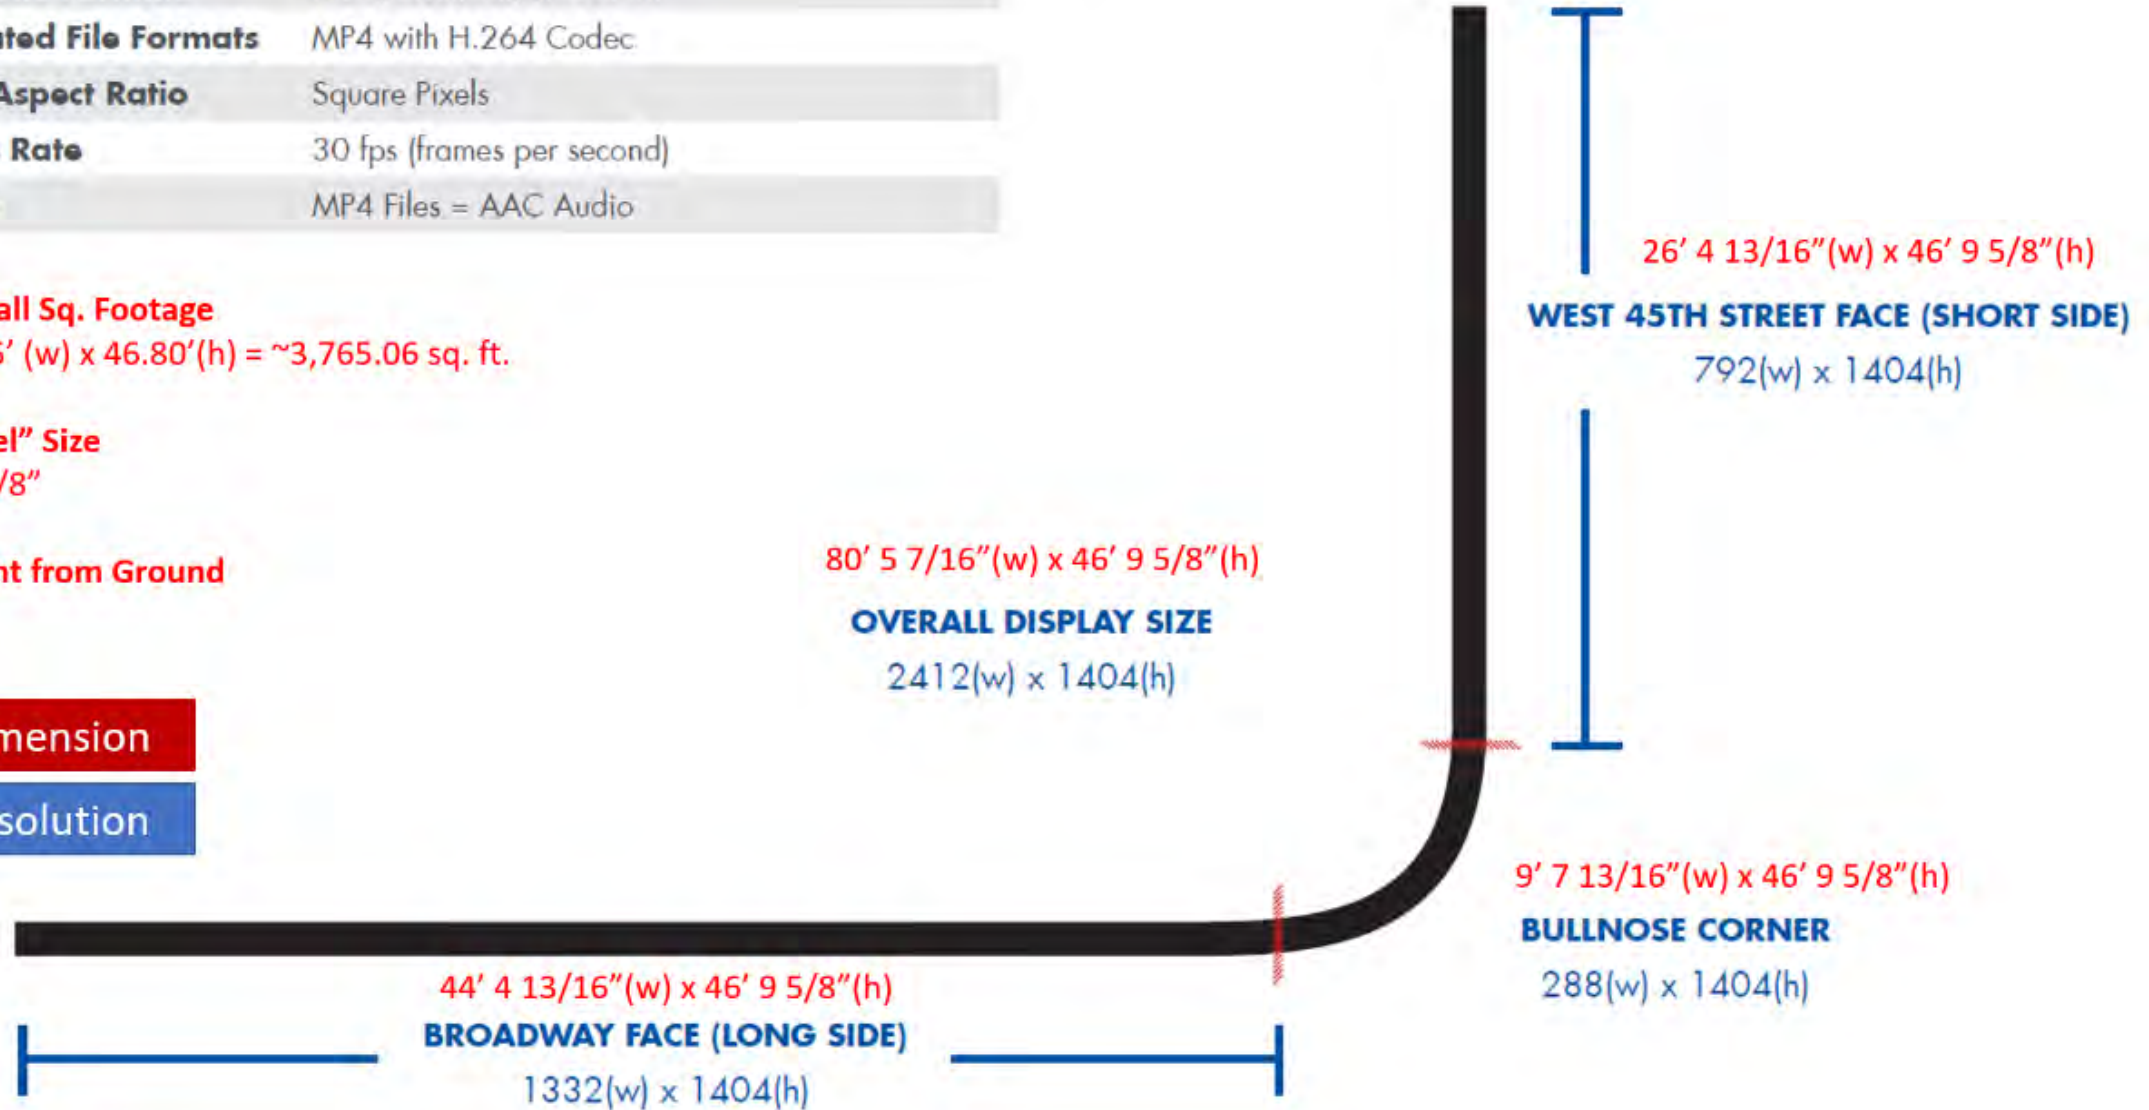 ted File Formats MP4 with H.264 Codec
Aspect Ratio Square Pixels
Rate 30 fps (frames per second)
MP4 Files = AAC Audio
26' 4 13/16"(w) x 46' 9 5/8"(h)
WEST 45TH STREET FACE (SHORT SIDE)
792(w) x 1404(h)
all Sq. Footage
' (w) x 46.80'(h) = ~3,765.06 sq. ft.
el" Size
/8"
nt from Ground
80' 5 7/16"(w) x 46' 9 5/8"(h)
OVERALL DISPLAY SIZE
2412(w) x 1404(h)
mension
solution
9' 7 13/16"(w) x 46' 9 5/8"(h)
BULLNOSE CORNER
288(w) x 1404(h)
44' 4 13/16"(w) x 46' 9 5/8"(h)
BROADWAY FACE (LONG SIDE)
1332(w) x 1404(h)